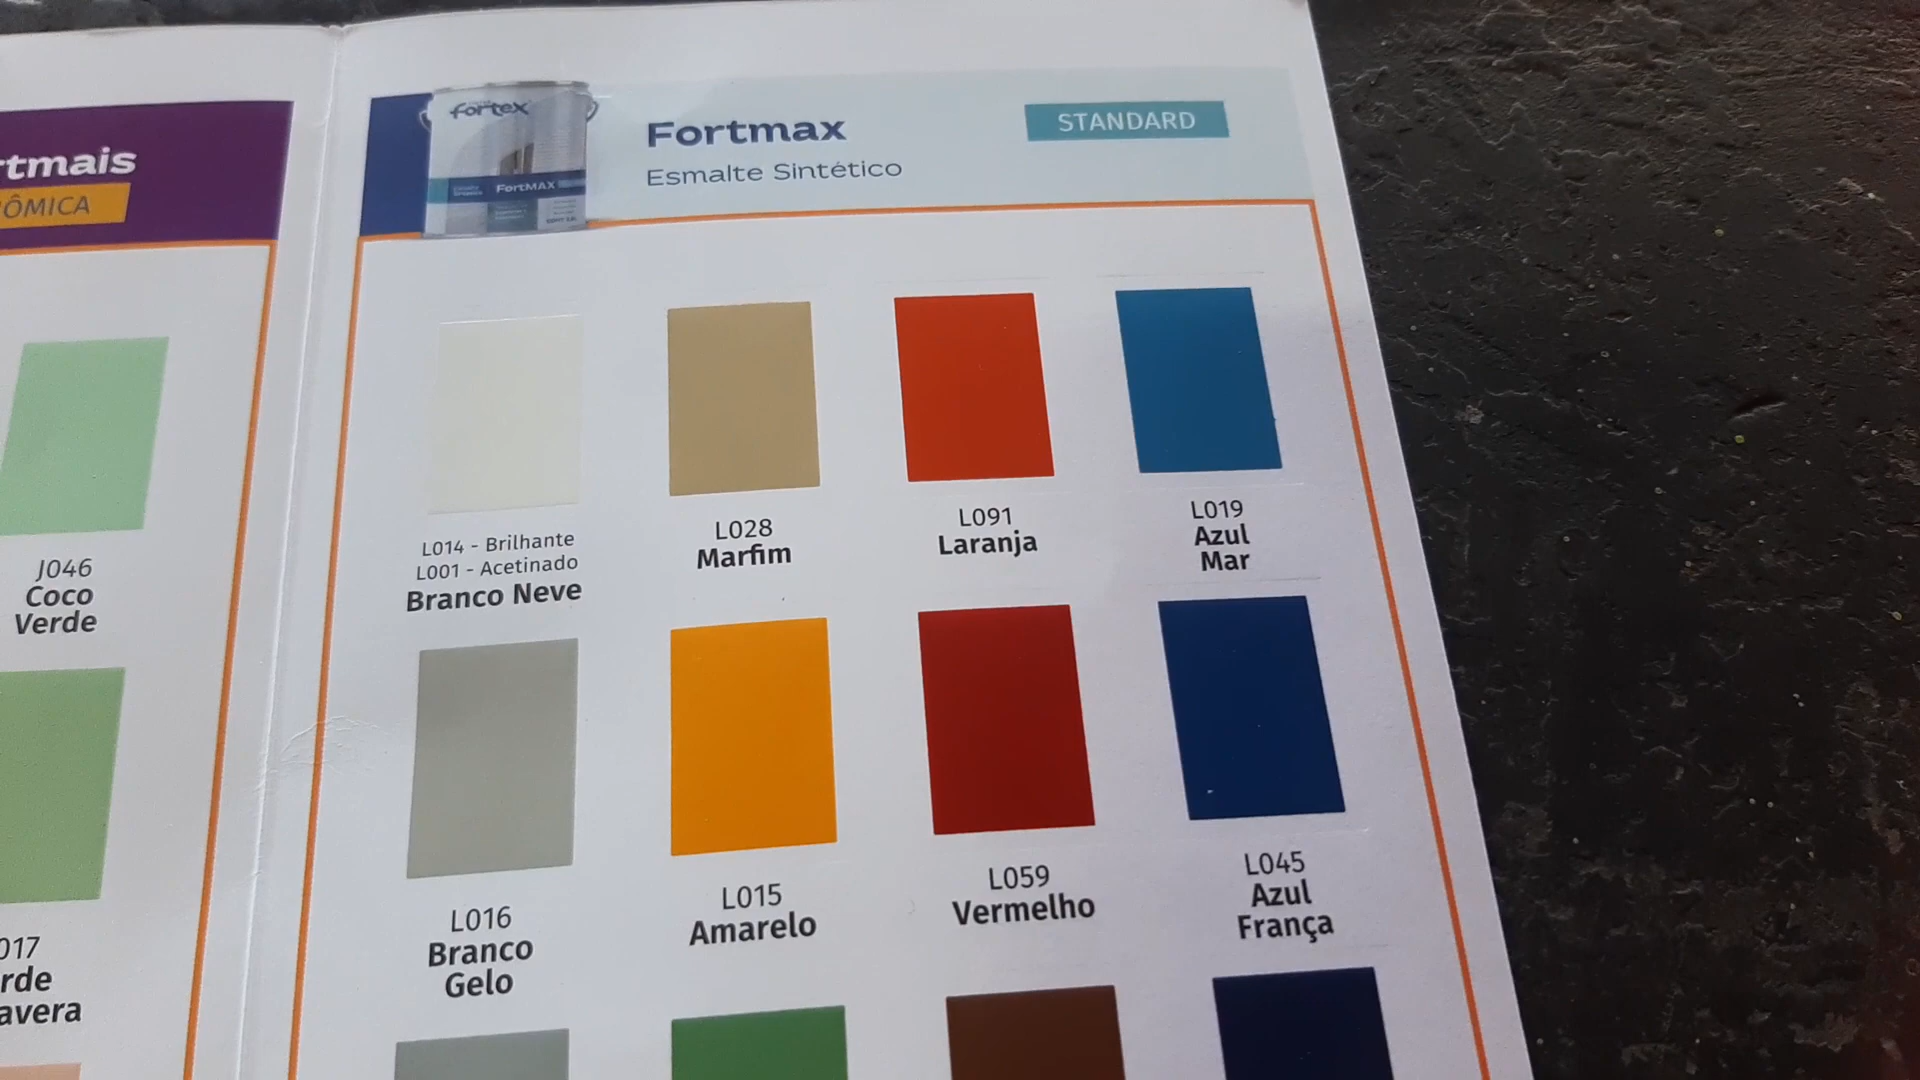 rtmais
ÔMICA
J046
Coco
Verde
017
rde
avera
fortex
FortMAX
Fortmax
Esmalte Sintético
STANDARD
L014 - Brilhante
L001 - Acetinado
Branco Neve
L028
Marfim
L091
Laranja
L019
Azul
Mar
L016
Branco
Gelo
L015
Amarelo
L059
Vermelho
L045
Azul
França